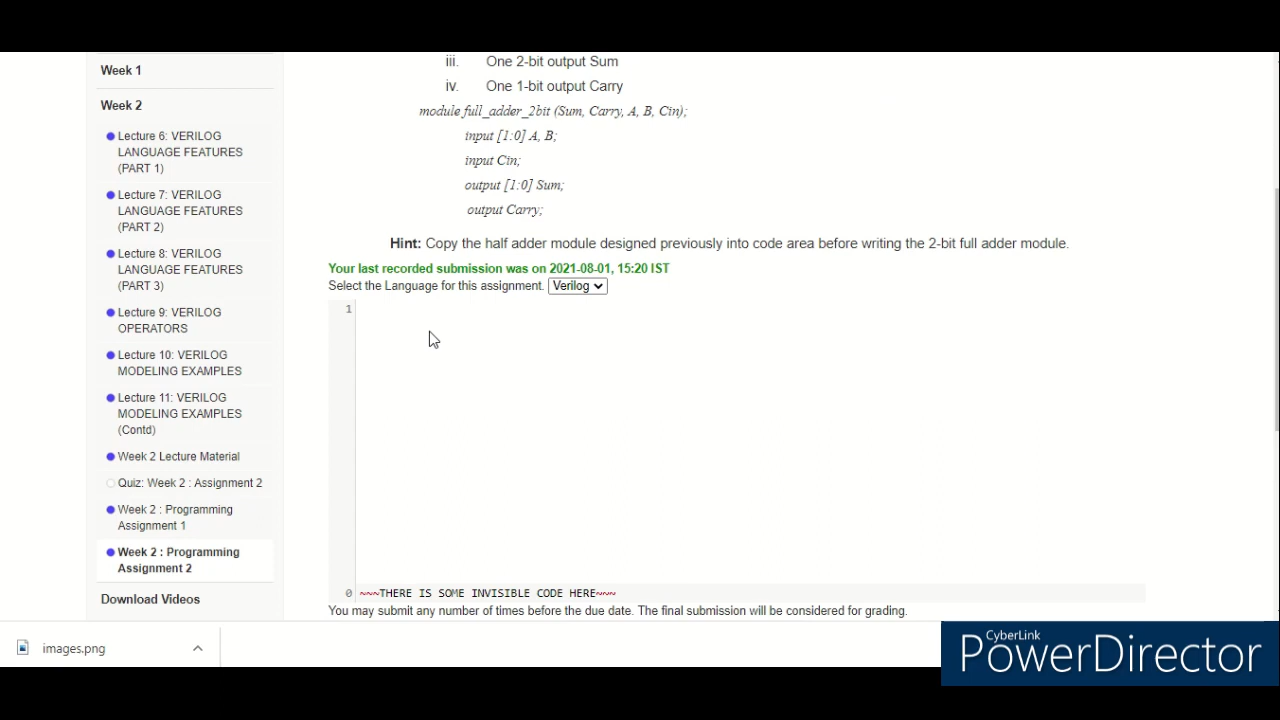 Week 1
Week 2
Lecture 6: VERILOG
LANGUAGE FEATURES
(PART 1)
Lecture 7: VERILOG
LANGUAGE FEATURES
(PART 2)
Lecture 8: VERILOG
LANGUAGE FEATURES
(PART 3)
Lecture 9: VERILOG
OPERATORS
Lecture 10: VERILOG
MODELING EXAMPLES
Lecture 11: VERILOG
MODELING EXAMPLES
(Contd)
Week 2 Lecture Material
Quiz: Week 2 : Assignment 2
Week 2 : Programming
Assignment 1
Week 2 : Programming
Assignment 2
Download Videos
iii. One 2-bit output Sum
iv. One 1-bit output Carry
module full_adder_2bit (Sum, Carry, A, B, Cin);
input [1:0] A, B;
input Cin;
output [1:0] Sum;
output Carry;
Hint: Copy the half adder module designed previously into code area before writing the 2-bit full adder module.
Your last recorded submission was on 2021-08-01, 15:20 IST
Select the Language for this assignment. Verilog
1
0 ~~~THERE IS SOME INVISIBLE CODE HERE~~~
You may submit any number of times before the due date. The final submission will be considered for grading.
images.png
CyberLink
PowerDirector